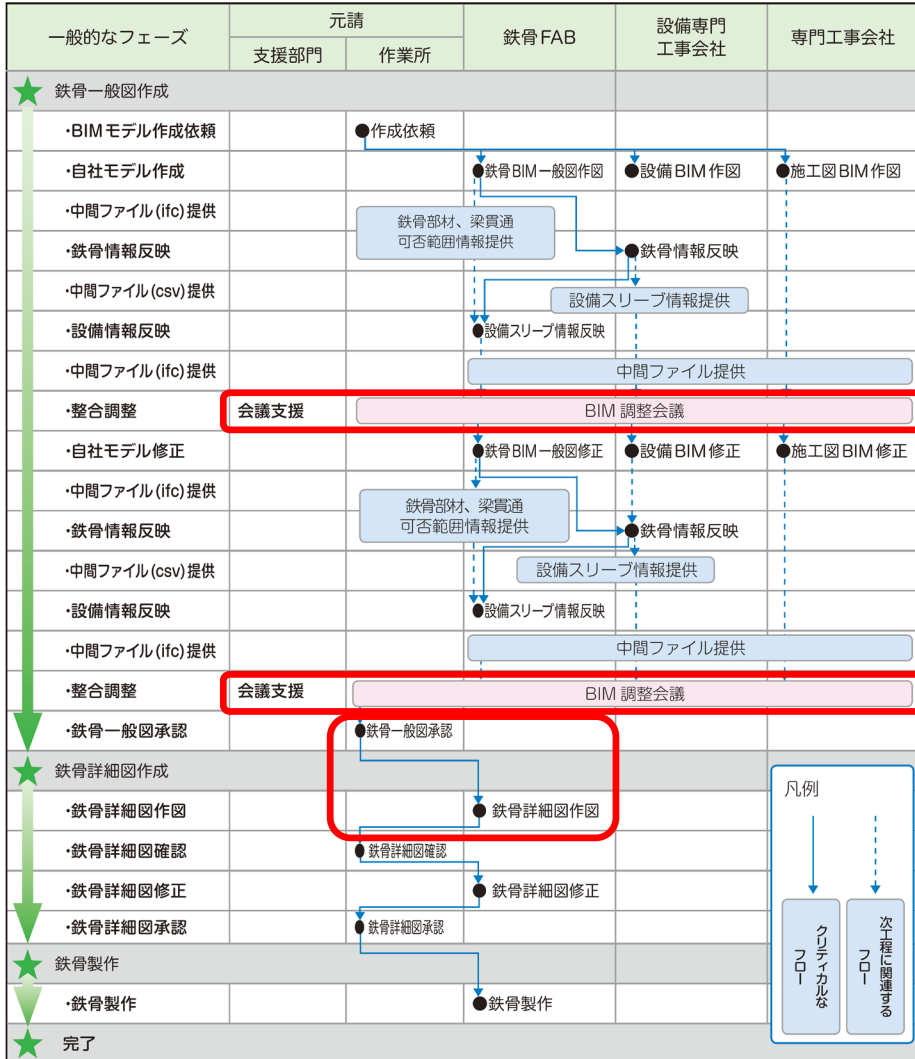 一般的なフェーズ
元請
支援部門
作業所
鉄骨FAB
設備専門
工事会社
専門工事会社
鉄骨一般図作成
・BIMモデル作成依頼
●作成依頼
・自社モデル作成
●鉄骨BIM一般図作図
●設備BIM作図
●施工図BIM作図
・中間ファイル(ifc)提供
鉄骨部材、梁貫通
可否範囲情報提供
・鉄骨情報反映
●鉄骨情報反映
・中間ファイル(csv)提供
設備スリーブ情報提供
・設備情報反映
●設備スリーブ情報反映
・中間ファイル(ifc)提供
中間ファイル提供
・整合調整
会議支援
BIM 調整会議
・自社モデル修正
●鉄骨BIM一般図修正
●設備BIM修正
●施工図BIM修正
・中間ファイル(ifc)提供
鉄骨部材、梁貫通
可否範囲情報提供
・鉄骨情報反映
●鉄骨情報反映
・中間ファイル(csv)提供
設備スリーブ情報提供
・設備情報反映
●設備スリーブ情報反映
・中間ファイル(ifc)提供
中間ファイル提供
・整合調整
会議支援
BIM 調整会議
・鉄骨一般図承認
●鉄骨一般図承認
鉄骨詳細図作成
・鉄骨詳細図作図
● 鉄骨詳細図作図
・鉄骨詳細図確認
● 鉄骨詳細図確認
・鉄骨詳細図修正
● 鉄骨詳細図修正
・鉄骨詳細図承認
● 鉄骨詳細図承認
鉄骨製作
・鉄骨製作
●鉄骨製作
完了
凡例
クリティカルな
フロー
次工程に関連する
フロー